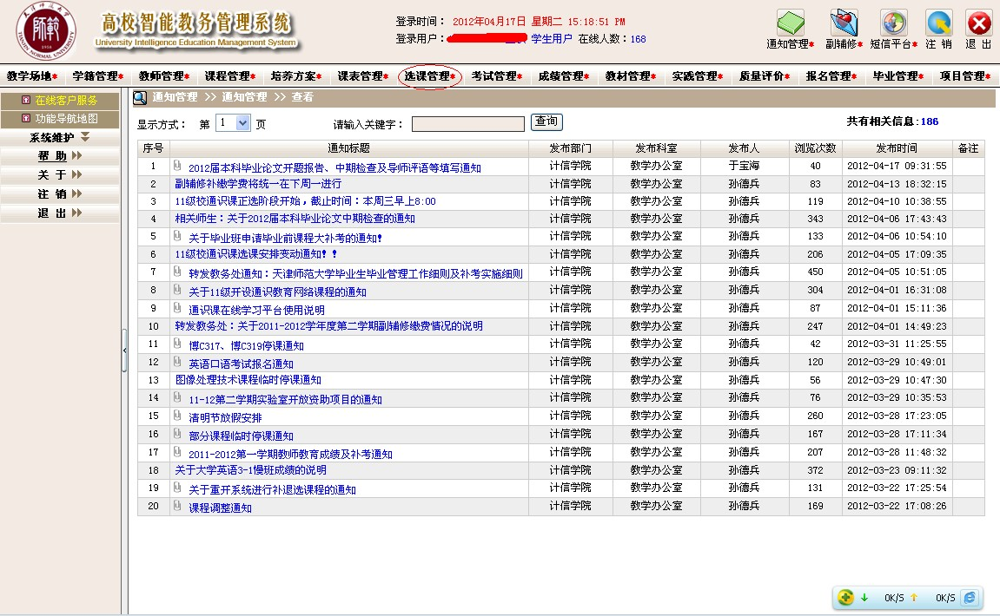 天津师范大学
TIANJIN NORMAL UNIVERSITY
1958
高校智能教务管理系统
University Intelligence Education Management System
登录时间： 2012年04月17日 星期二 15:18:51 PM
登录用户： 学生用户 在线人数：168
通知管理* 副辅修* 短信平台* 注 销 退 出
教学场地* 学籍管理* 教师管理* 课程管理* 培养方案* 课表管理* 选课管理* 考试管理* 成绩管理* 教材管理* 实践管理* 质量评价* 报名管理* 毕业管理* 项目管理*
在线客户服务
功能导航地图
系统维护
帮 助
关 于
注 销
退 出
通知管理 >> 通知管理 >> 查看
显示方式： 第 1 页 请输入关键字： 查询 共有相关信息:186
序号 通知标题 发布部门 发布科室 发布人 浏览次数 发布时间 备注
1 2012届本科毕业论文开题报告、中期检查及导师评语等填写通知 计信学院 教学办公室 于宝海 40 2012-04-17 09:31:55
2 副辅修补缴学费将统一在下周一进行 计信学院 教学办公室 孙德兵 83 2012-04-13 18:32:15
3 11级校通识课正选阶段开始，截止时间：本周三早上8:00 计信学院 教学办公室 孙德兵 119 2012-04-10 10:38:55
4 相关师生：关于2012届本科毕业论文中期检查的通知 计信学院 教学办公室 孙德兵 343 2012-04-06 17:43:43
5 关于毕业班申请毕业前课程大补考的通知！ 计信学院 教学办公室 孙德兵 133 2012-04-06 10:54:10
6 11级校通识课选课安排变动通知！！ 计信学院 教学办公室 孙德兵 206 2012-04-05 17:09:35
7 转发教务处通知：天津师范大学毕业生毕业管理工作细则及补考实施细则 计信学院 教学办公室 孙德兵 450 2012-04-05 10:51:05
8 关于11级开设通识教育网络课程的通知 计信学院 教学办公室 孙德兵 304 2012-04-01 16:31:08
9 通识课在线学习平台使用说明 计信学院 教学办公室 孙德兵 87 2012-04-01 15:11:36
10 转发教务处：关于2011-2012学年度第二学期副辅修缴费情况的说明 计信学院 教学办公室 孙德兵 247 2012-04-01 14:49:23
11 博C317、博C319停课通知 计信学院 教学办公室 孙德兵 42 2012-03-31 11:25:55
12 英语口语考试报名通知 计信学院 教学办公室 孙德兵 120 2012-03-29 10:49:01
13 图像处理技术课程临时停课通知 计信学院 教学办公室 孙德兵 56 2012-03-29 10:47:30
14 11-12第二学期实验室开放资助项目的通知 计信学院 教学办公室 孙德兵 76 2012-03-29 10:35:53
15 清明节放假安排 计信学院 教学办公室 孙德兵 260 2012-03-28 17:23:05
16 部分课程临时停课通知 计信学院 教学办公室 孙德兵 167 2012-03-28 17:11:34
17 2011-2012第一学期教师教育成绩及补考通知 计信学院 教学办公室 孙德兵 207 2012-03-28 11:48:32
18 关于大学英语3-1慢班成绩的说明 计信学院 教学办公室 孙德兵 372 2012-03-23 09:11:32
19 关于重开系统进行补退选课程的通知 计信学院 教学办公室 孙德兵 131 2012-03-22 17:25:54
20 课程调整通知 计信学院 教学办公室 孙德兵 169 2012-03-22 17:08:26
0K/S 0K/S